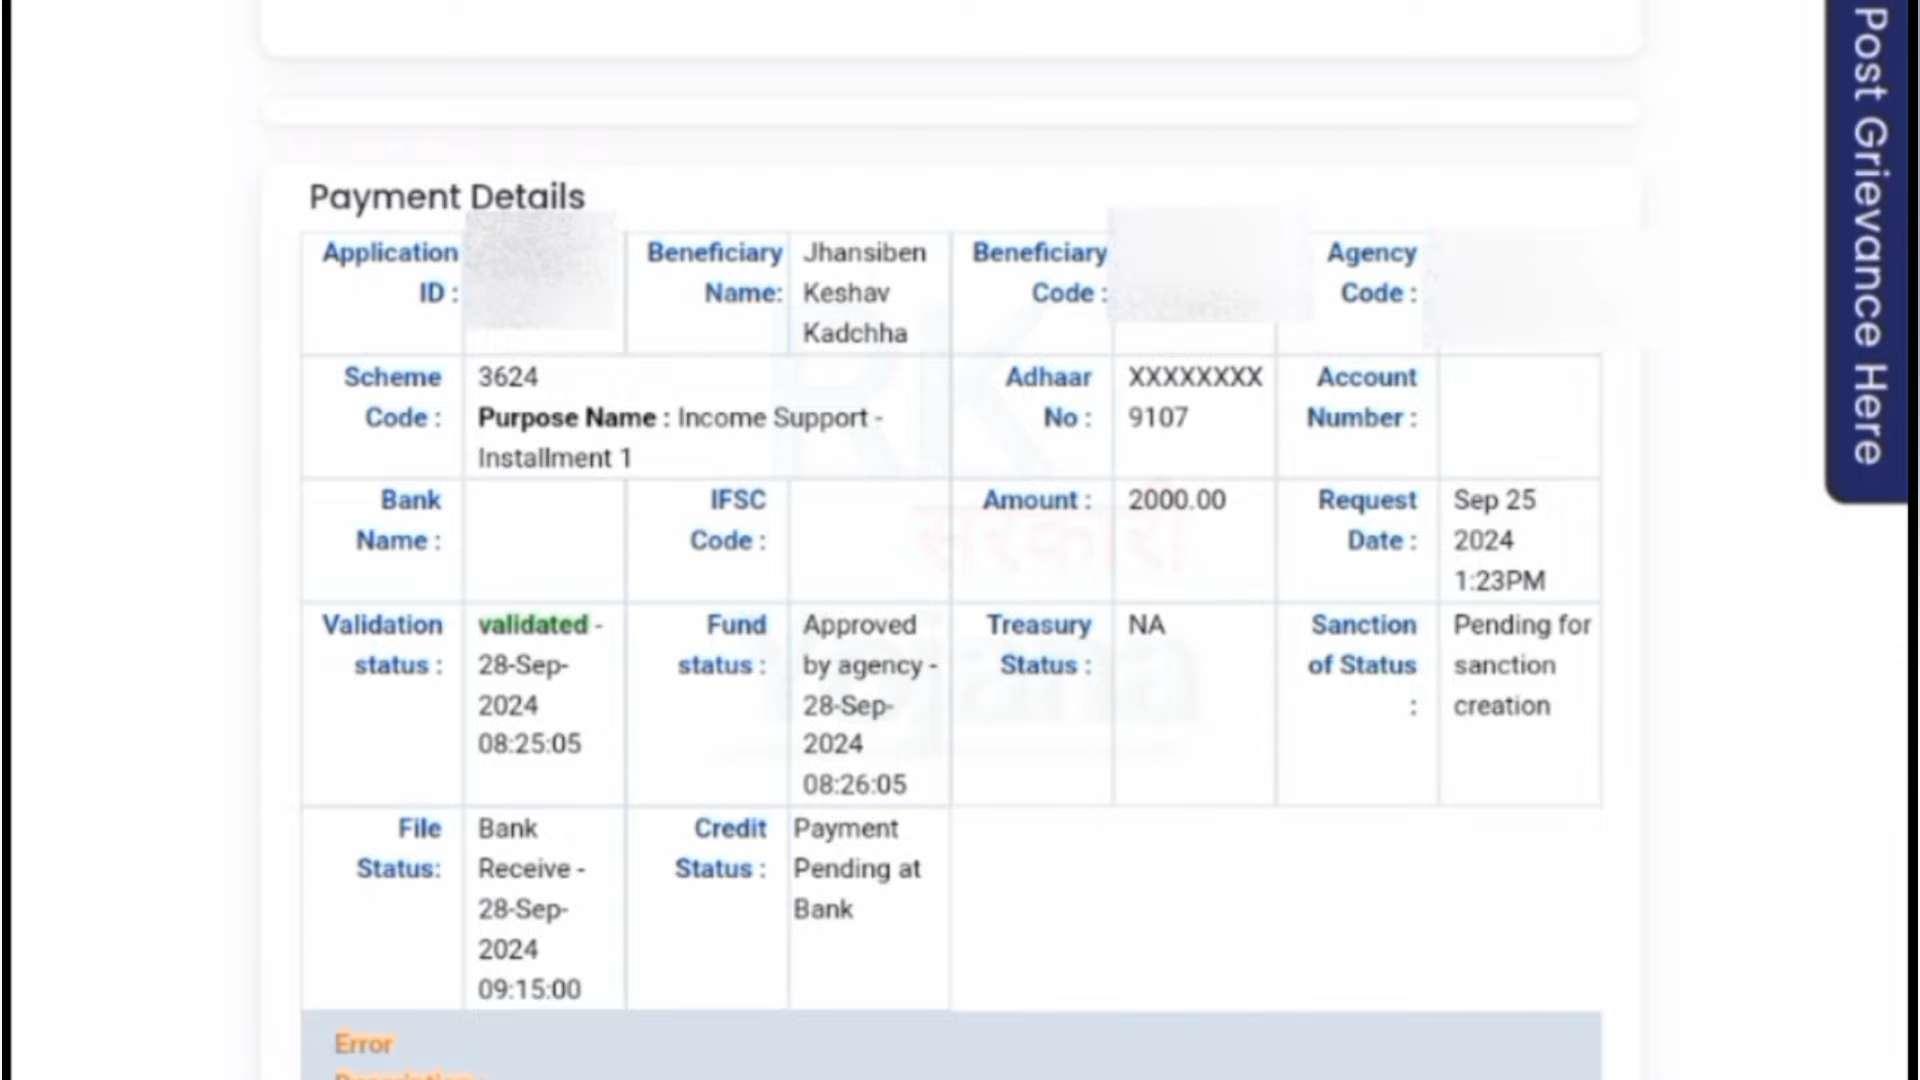 Post Grievance Here
Payment Details
Application
ID :
Beneficiary
Name:
Jhansiben
Keshav
Kadchha
Beneficiary
Code :
Agency
Code :
Scheme
Code :
3624
Purpose Name : Income Support -
Installment 1
Adhaar
No :
XXXXXXXX
9107
Account
Number :
Bank
Name :
IFSC
Code :
Amount :
2000.00
Request
Date :
Sep 25
2024
1:23PM
Validation
status :
validated -
28-Sep-
2024
08:25:05
Fund
status :
Approved
by agency -
28-Sep-
2024
08:26:05
Treasury
Status :
NA
Sanction
of Status
:
Pending for
sanction
creation
File
Status:
Bank
Receive -
28-Sep-
2024
09:15:00
Credit
Status :
Payment
Pending at
Bank
RK
सरकारी
Yojana
Error